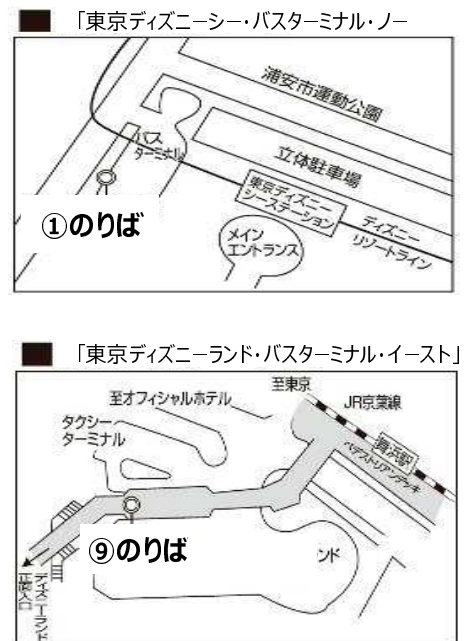 「東京ディズニーシー・バスターミナル・ノー
浦安市運動公園
バス
ターミナル
立体駐車場
①のりば
東京ディズニー
シーステーション
ディズニー
リゾートライン
メイン
エントランス
「東京ディズニーランド・バスターミナル・イースト」
至東京
至オフィシャルホテル
JR京葉線
タクシー
ターミナル
舞浜駅
ペデストリアンデッキ
⑨のりば
ンド
ディズニーランド
正面入口